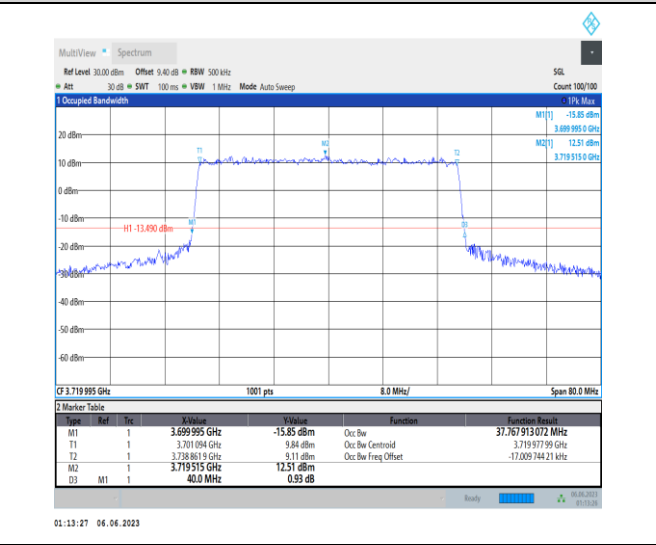 MultiView Spectrum
Ref Level 30.00 dBm Offset 9.40 dB RBW 500 kHz SGL
Att 30 dB SWT 100 ms VBW 1 MHz Mode Auto Sweep Count 100/100
1 Occupied Bandwidth 1Pk Max
M1[1] -15.85 dBm
3.699 995 0 GHz
M2[1] 12.51 dBm
3.719 515 0 GHz
20 dBm
T1 M2 T2
10 dBm
0 dBm
-10 dBm
M1 D3
H1 -13.490 dBm
-20 dBm
-30 dBm
-40 dBm
-50 dBm
-60 dBm
CF 3.719 995 GHz 1001 pts 8.0 MHz/ Span 80.0 MHz
2 Marker Table
Type Ref Trc X-Value Y-Value Function Function Result
M1 1 3.699 995 GHz -15.85 dBm Occ Bw 37.767 913 072 MHz
T1 1 3.701 094 GHz 9.84 dBm Occ Bw Centroid 3.719 977 99 GHz
T2 1 3.738 861 9 GHz 9.11 dBm Occ Bw Freq Offset -17.009 744 21 kHz
M2 1 3.719 515 GHz 12.51 dBm
D3 M1 1 40.0 MHz 0.93 dB
Ready 06.06.2023
01:13:26
01:13:27 06.06.2023